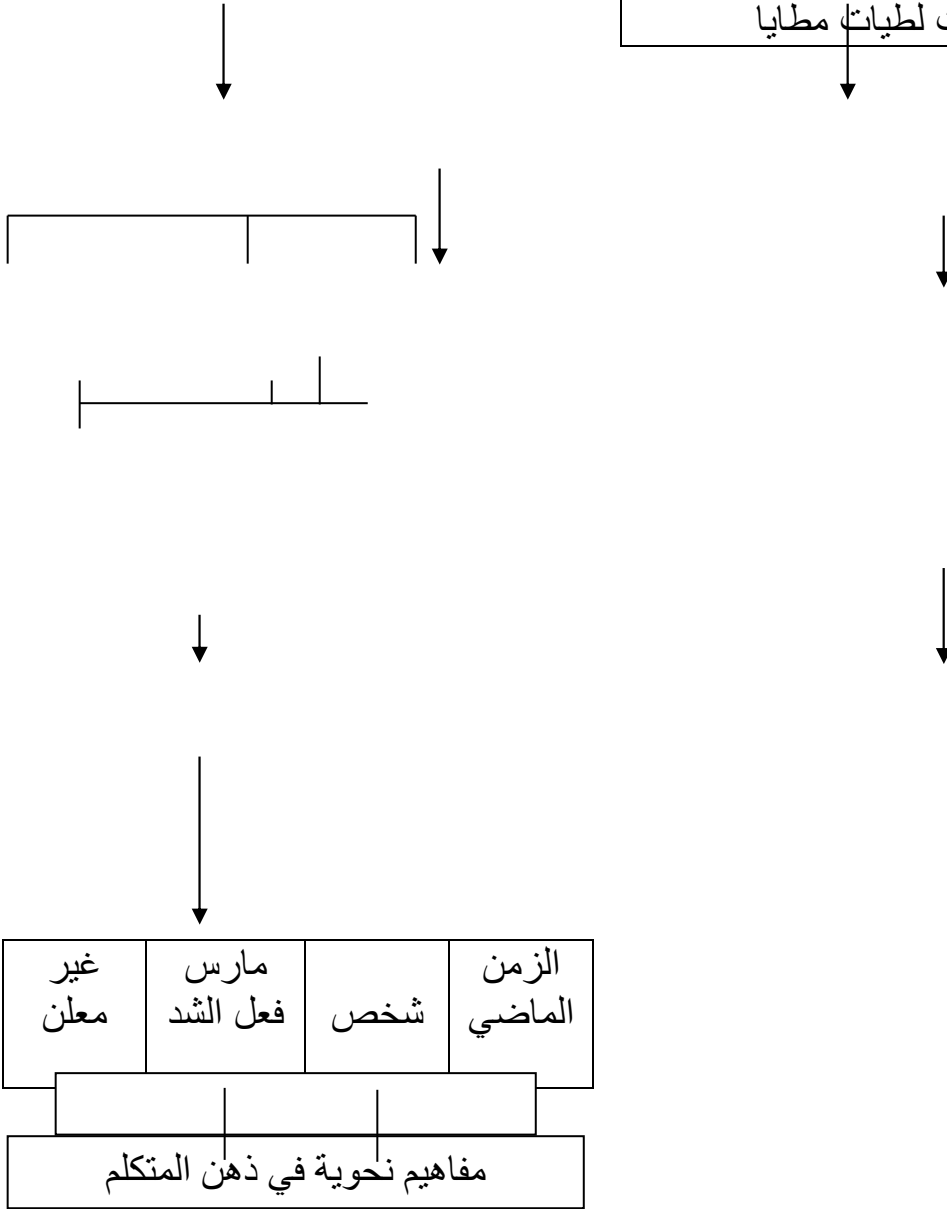 لطيات مطايا
الزمن الماضي
شخص
مارس فعل الشد
غير معلن
مفاهيم نحوية في ذهن المتكلم